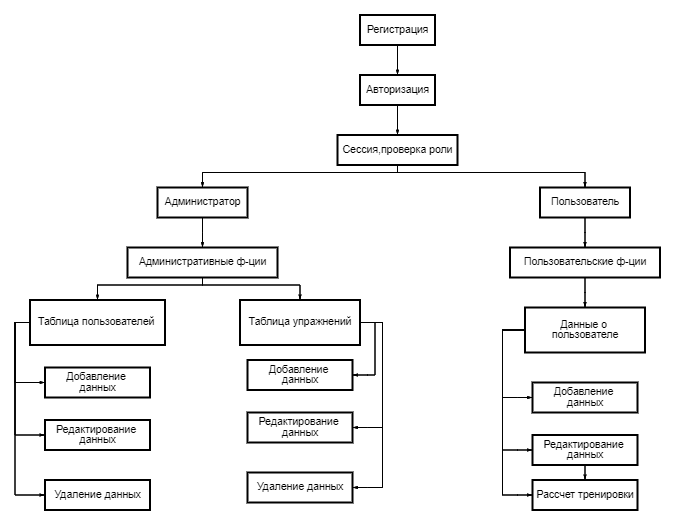 Регистрация
Авторизация
Сессия,проверка роли
Администратор
Пользователь
Административные ф-ции
Пользовательские ф-ции
Таблица пользователей
Таблица упражнений
Данные о
пользователе
Добавление
данных
Добавление
данных
Добавление
данных
Редактирование
данных
Редактирование
данных
Редактирование
данных
Удаление данных
Удаление данных
Рассчет тренировки